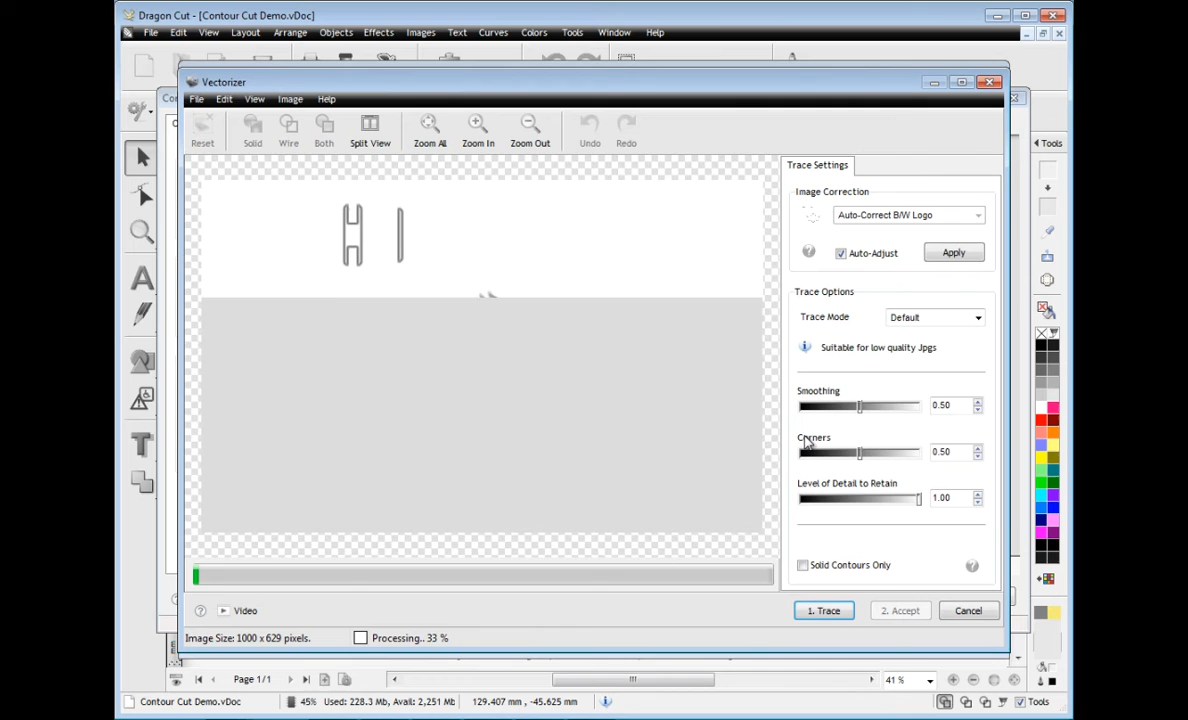 Dragon Cut - [Contour Cut Demo.vDoc]
File Edit View Layout Arrange Objects Effects Images Text Curves Colors Tools Window Help
Vectorizer
File Edit View Image Help
Reset Solid Wire Both Split View Zoom All Zoom In Zoom Out Undo Redo
Tools
Trace Settings
Image Correction
Auto-Correct B/W Logo
Auto-Adjust Apply
H I
Trace Options
Trace Mode Default
Suitable for low quality Jpgs
Smoothing
0.50
Corners
0.50
Level of Detail to Retain
1.00
Solid Contours Only
Video
1. Trace 2. Accept Cancel
Image Size: 1000 x 629 pixels. Processing.. 33 %
Page 1/1 41 %
Contour Cut Demo.vDoc 45% Used: 228.3 Mb, Avail: 2,251 Mb 129.407 mm , -45.625 mm Tools